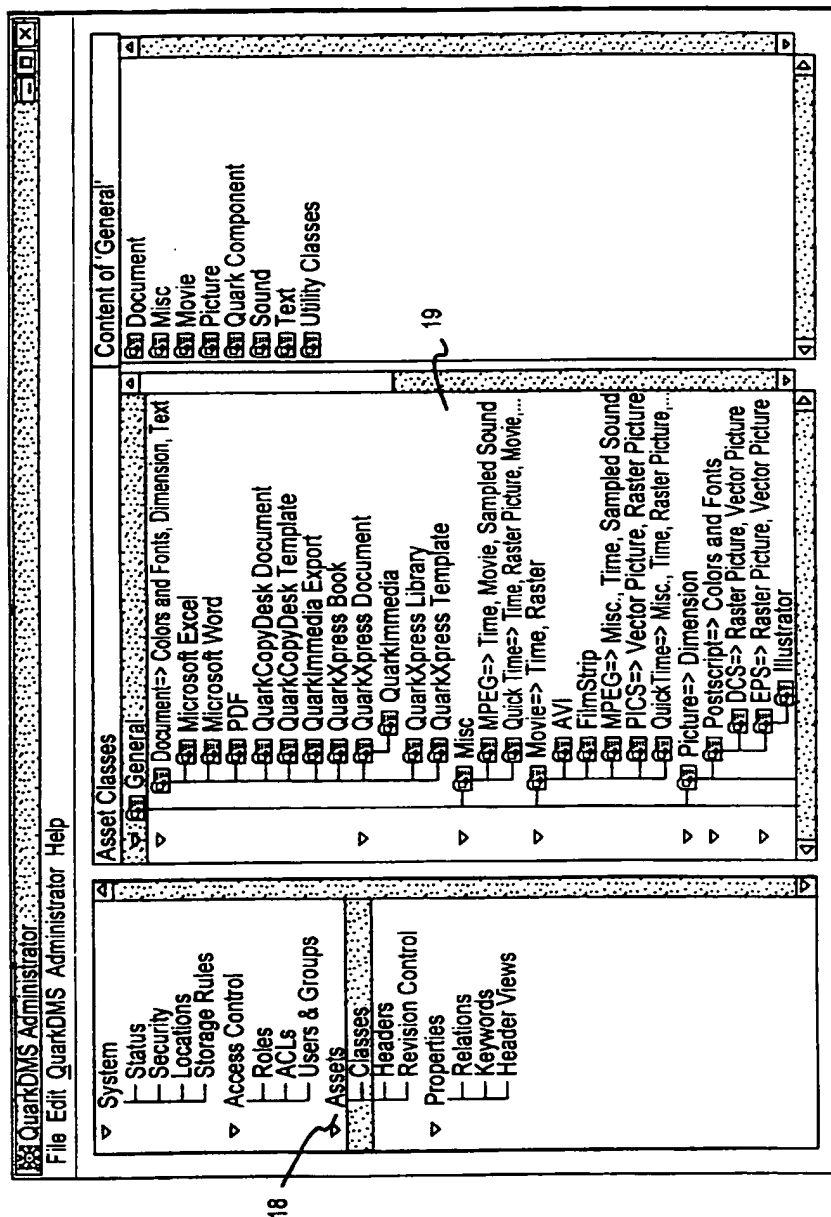 QuarkDMS Administrator
File Edit QuarkDMS Administrator Help
System
Status
Security
Locations
Storage Rules
Access Control
Roles
ACLs
Users & Groups
Assets
Classes
Headers
Revision Control
Properties
Relations
Keywords
Header Views
18
Asset Classes
General
Document=> Colors and Fonts, Dimension, Text
Microsoft Excel
Microsoft Word
PDF
QuarkCopyDesk Document
QuarkCopyDesk Template
QuarkImmedia Export
QuarkXpress Book
QuarkXpress Document
QuarkImmedia
QuarkXpress Library
QuarkXpress Template
Misc
MPEG=> Time, Movie, Sampled Sound
Quick Time=> Time, Raster Picture, Movie,...
Movie=> Time, Raster
AVI
FilmStrip
MPEG=> Misc., Time, Sampled Sound
PICS=> Vector Picture, Raster Picture
QuickTime=> Misc., Time, Raster Picture,...
Picture=> Dimension
Postscript=> Colors and Fonts
DCS=> Raster Picture, Vector Picture
EPS=> Raster Picture, Vector Picture
Illustrator
19
Content of 'General'
Document
Misc
Movie
Picture
Quark Component
Sound
Text
Utility Classes